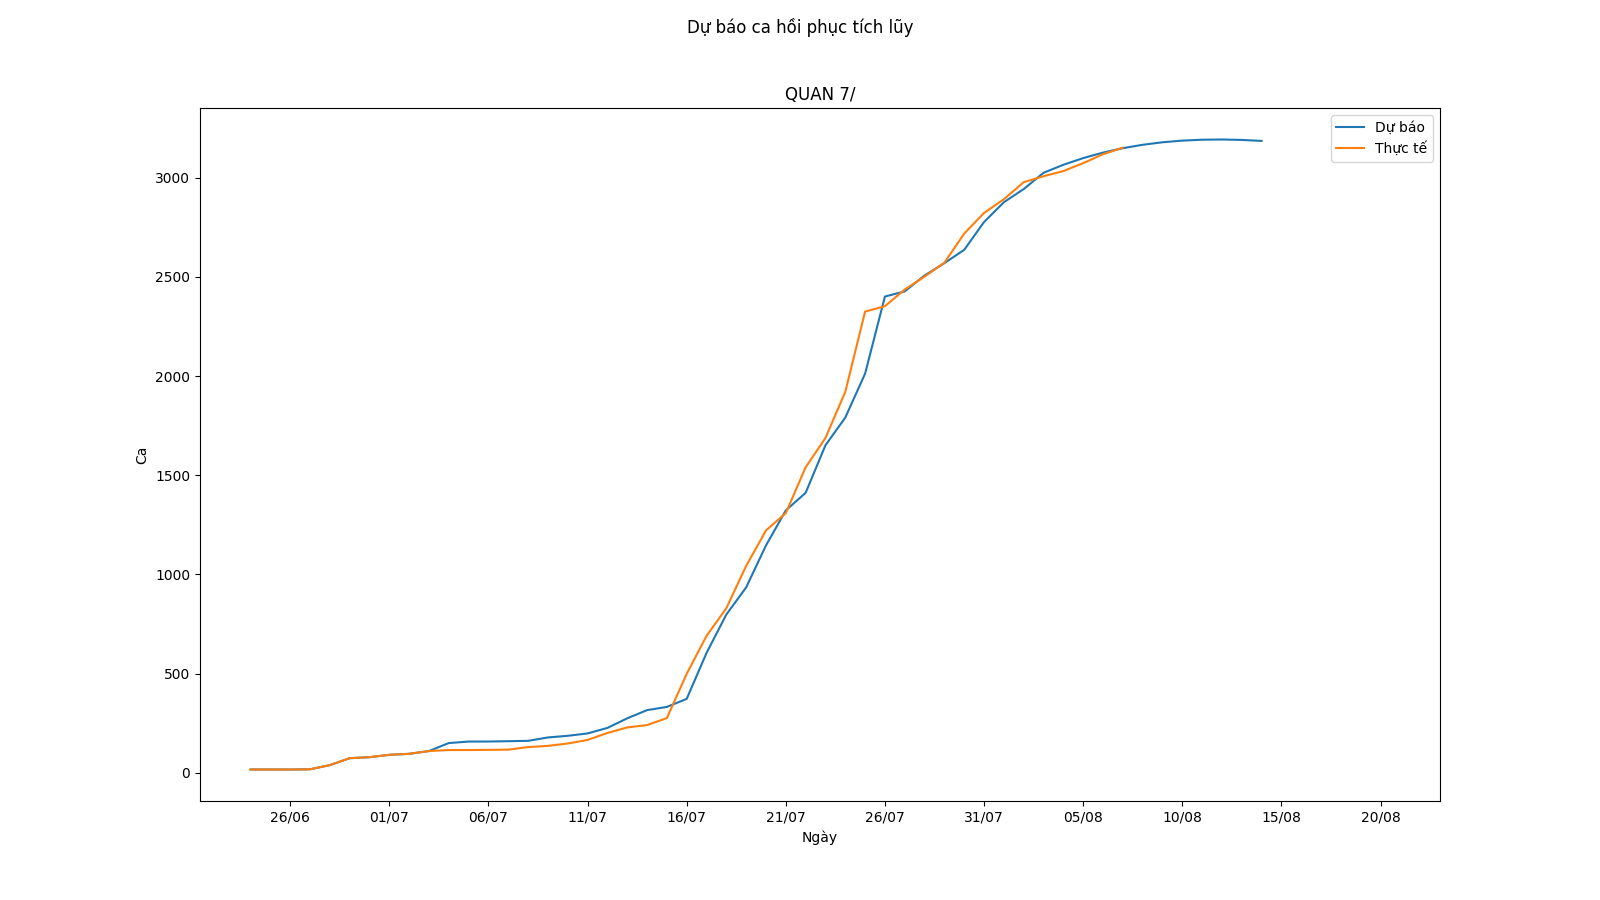 Dự báo ca hồi phục tích lũy
QUAN 7/
Dự báo
Thực tế
3000
2500
2000
1500
1000
500
0
Ca
26/06 01/07 06/07 11/07 16/07 21/07 26/07 31/07 05/08 10/08 15/08 20/08
Ngày